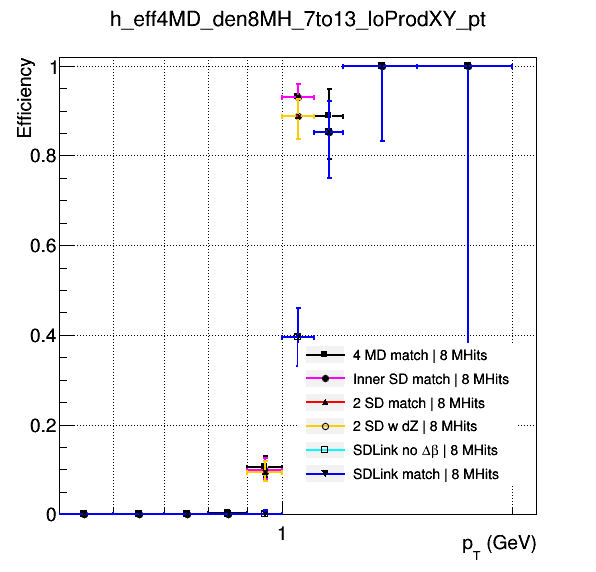 h_eff4MD_den8MH_7to13_loProdXY_pt
Efficiency
1
0.8
0.6
0.4
0.2
0
4 MD match | 8 MHits
Inner SD match | 8 MHits
2 SD match | 8 MHits
2 SD w dZ | 8 MHits
SDLink no Δβ | 8 MHits
SDLink match | 8 MHits
1
p_T (GeV)